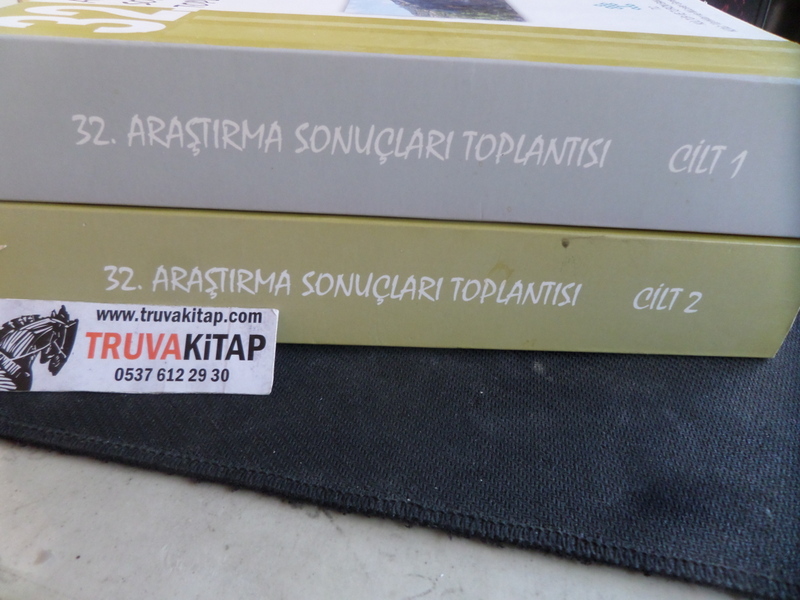 32
32. ARAŞTIRMA SONUÇLARI TOPLANTISI CİLT 1
32. ARAŞTIRMA SONUÇLARI TOPLANTISI CİLT 2
www.truvakitap.com
TRUVAKİTAP
0537 612 29 30